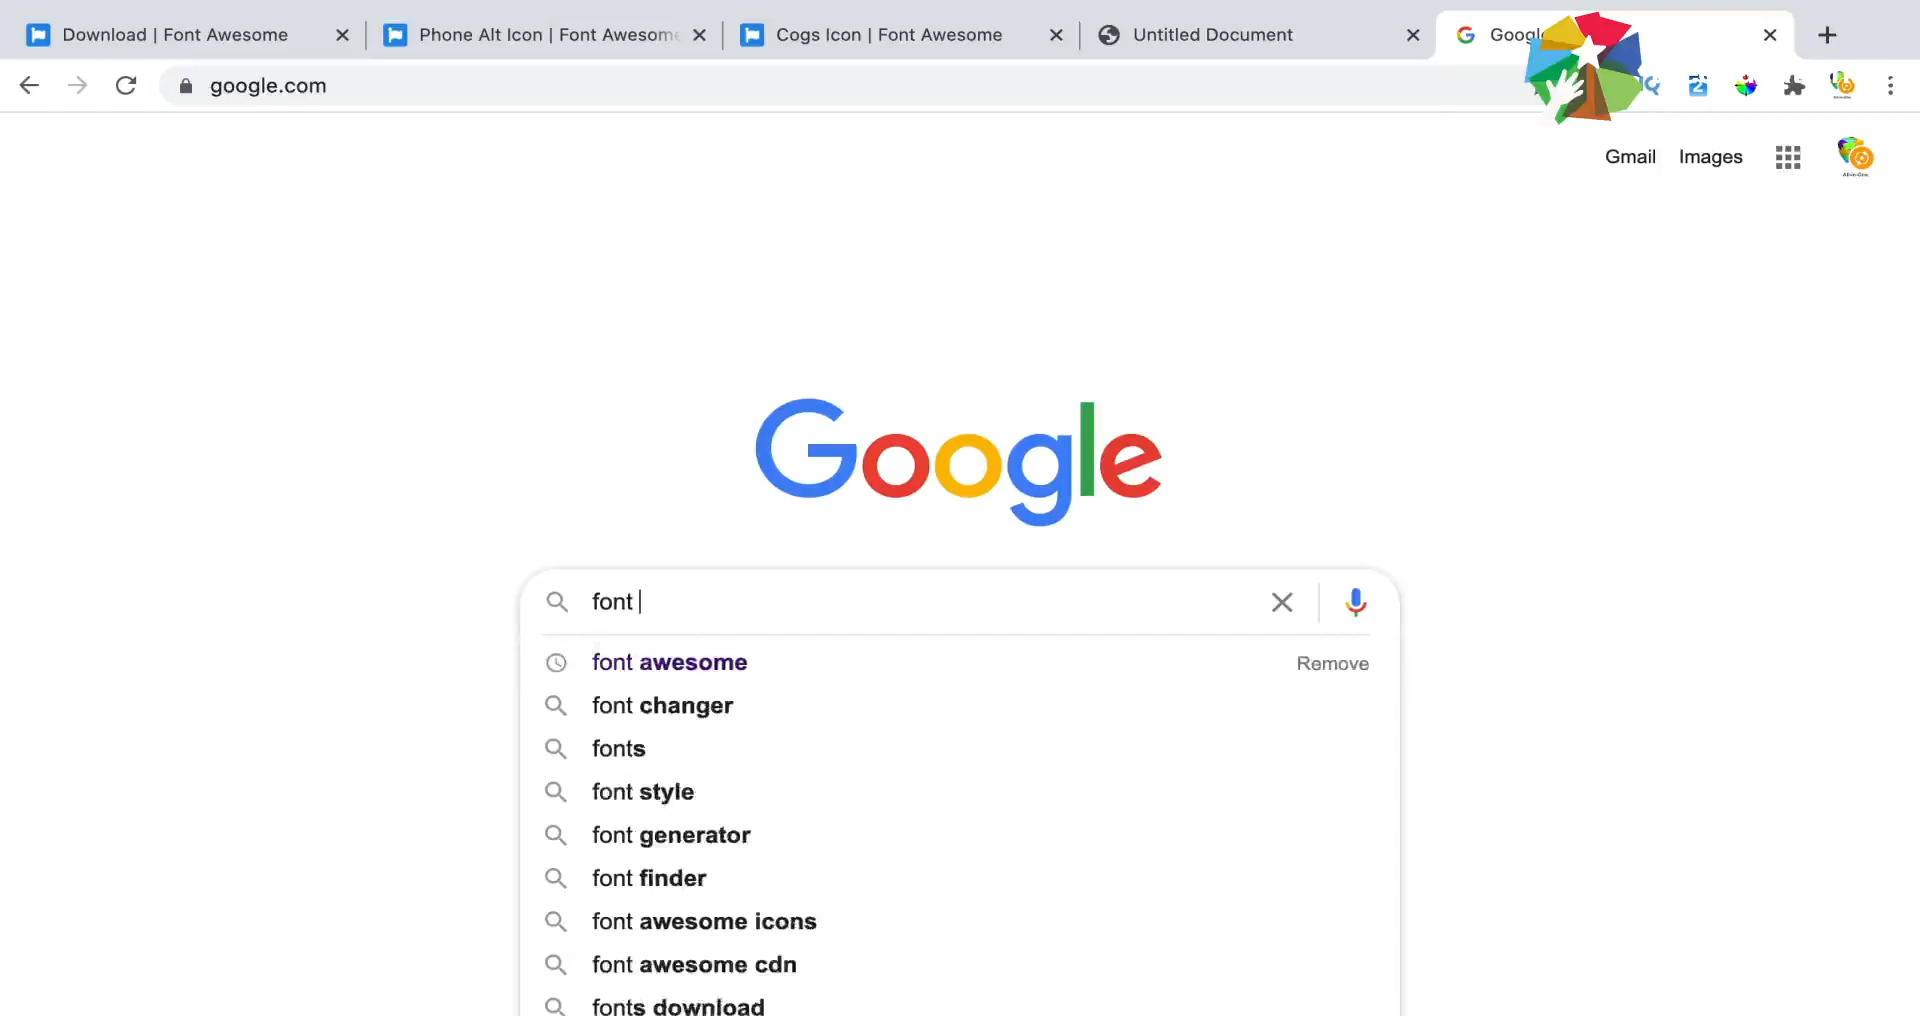 Download | Font Awesome
Phone Alt Icon | Font Awesome
Cogs Icon | Font Awesome
Untitled Document
Google
google.com
Gmail Images
Google
font
font awesome Remove
font changer
fonts
font style
font generator
font finder
font awesome icons
font awesome cdn
fonts download